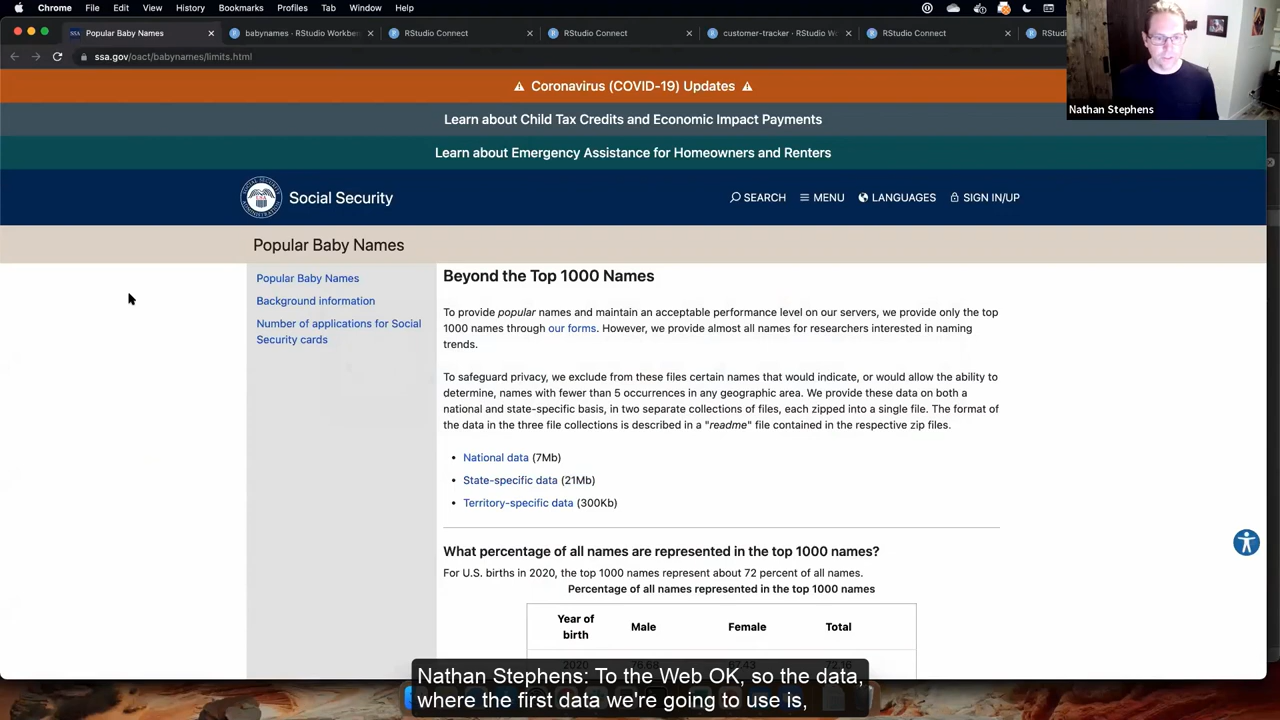 Chrome File Edit View History Bookmarks Profiles Tab Window Help
Popular Baby Names
babynames · RStudio Workben
RStudio Connect
RStudio Connect
customer-tracker · RStudio Wo
RStudio Connect
RStudi
ssa.gov/oact/babynames/limits.html
Nathan Stephens
Coronavirus (COVID-19) Updates
Learn about Child Tax Credits and Economic Impact Payments
Learn about Emergency Assistance for Homeowners and Renters
Social Security
SEARCH MENU LANGUAGES SIGN IN/UP
Popular Baby Names
Popular Baby Names
Background information
Number of applications for Social
Security cards
Beyond the Top 1000 Names
To provide popular names and maintain an acceptable performance level on our servers, we provide only the top
1000 names through our forms. However, we provide almost all names for researchers interested in naming
trends.
To safeguard privacy, we exclude from these files certain names that would indicate, or would allow the ability to
determine, names with fewer than 5 occurrences in any geographic area. We provide these data on both a
national and state-specific basis, in two separate collections of files, each zipped into a single file. The format of
the data in the three file collections is described in a "readme" file contained in the respective zip files.
• National data (7Mb)
• State-specific data (21Mb)
• Territory-specific data (300Kb)
What percentage of all names are represented in the top 1000 names?
For U.S. births in 2020, the top 1000 names represent about 72 percent of all names.
Percentage of all names represented in the top 1000 names
Year of
birth Male Female Total
Nathan Stephens: To the Web OK, so the data,
where the first data we're going to use is,